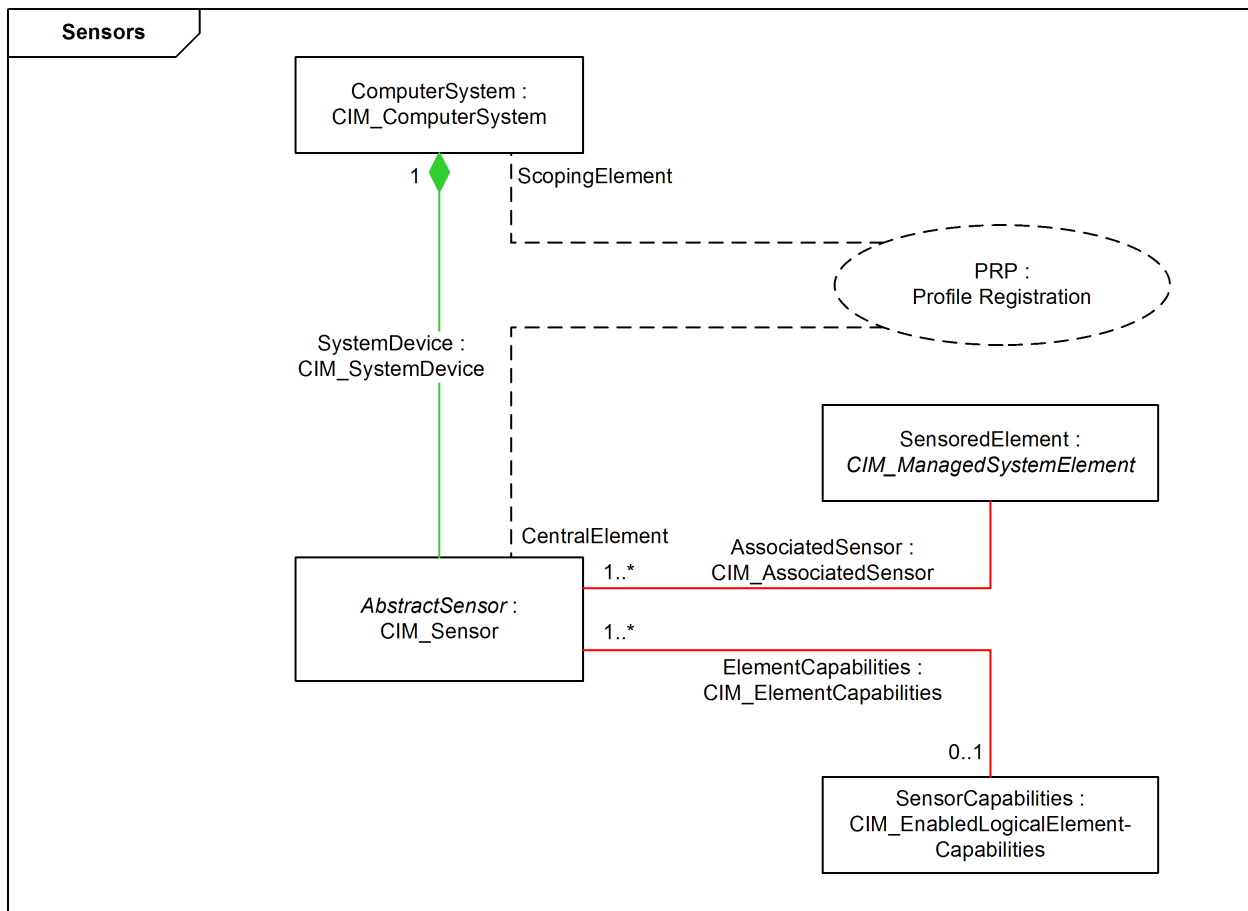 Sensors
ComputerSystem :
CIM_ComputerSystem
1
ScopingElement
PRP :
Profile Registration
SystemDevice :
CIM_SystemDevice
SensoredElement :
CIM_ManagedSystemElement
CentralElement
AssociatedSensor :
CIM_AssociatedSensor
1..*
AbstractSensor :
CIM_Sensor
1..*
ElementCapabilities :
CIM_ElementCapabilities
0..1
SensorCapabilities :
CIM_EnabledLogicalElement-
Capabilities